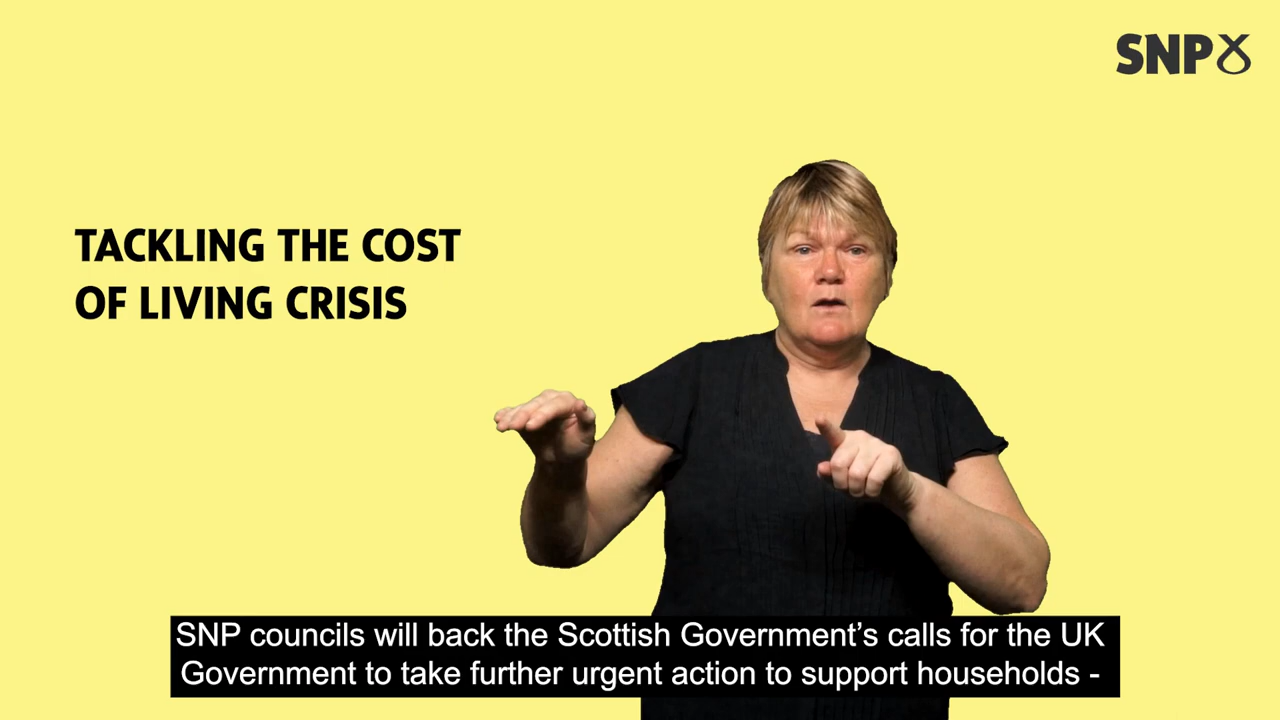 SNP
TACKLING THE COST
OF LIVING CRISIS
SNP councils will back the Scottish Government’s calls for the UK
Government to take further urgent action to support households -